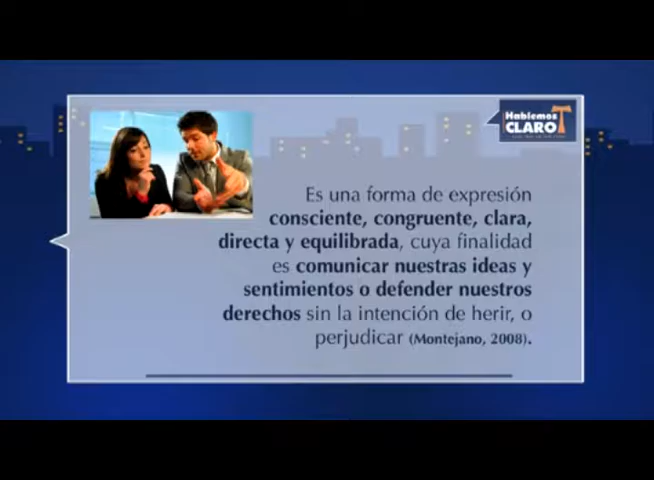 Hablemos
CLARO
Es una forma de expresión
consciente, congruente, clara,
directa y equilibrada, cuya finalidad
es comunicar nuestras ideas y
sentimientos o defender nuestros
derechos sin la intención de herir, o
perjudicar (Montejano, 2008).